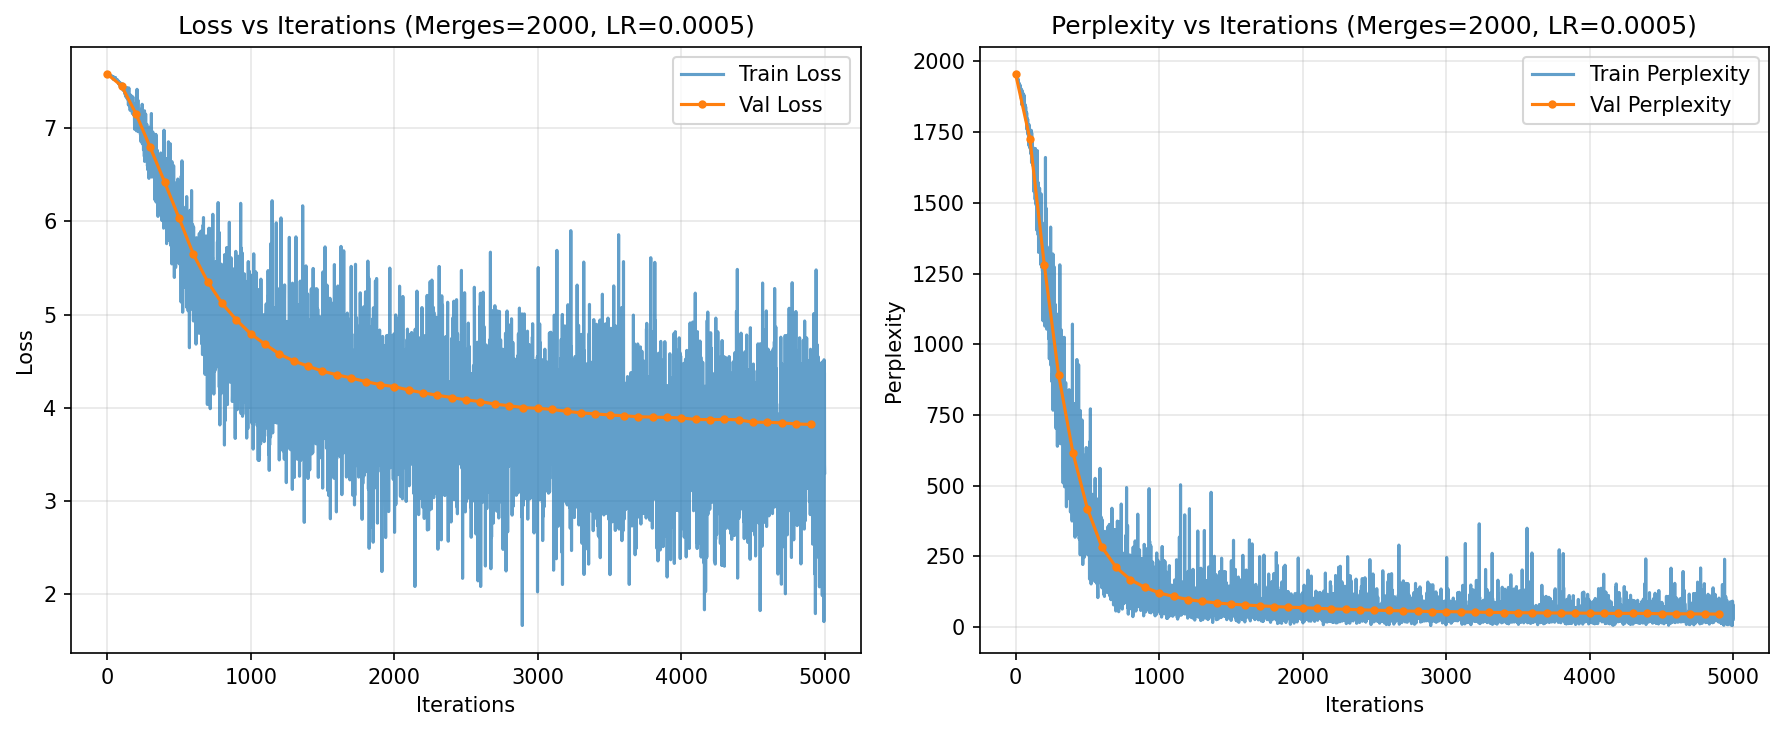 Loss vs Iterations (Merges=2000, LR=0.0005)
Train Loss
Val Loss
7
6
5
4
3
2
Loss
0 1000 2000 3000 4000 5000
Iterations
Perplexity vs Iterations (Merges=2000, LR=0.0005)
Train Perplexity
Val Perplexity
2000
1750
1500
1250
1000
750
500
250
0
Perplexity
0 1000 2000 3000 4000 5000
Iterations